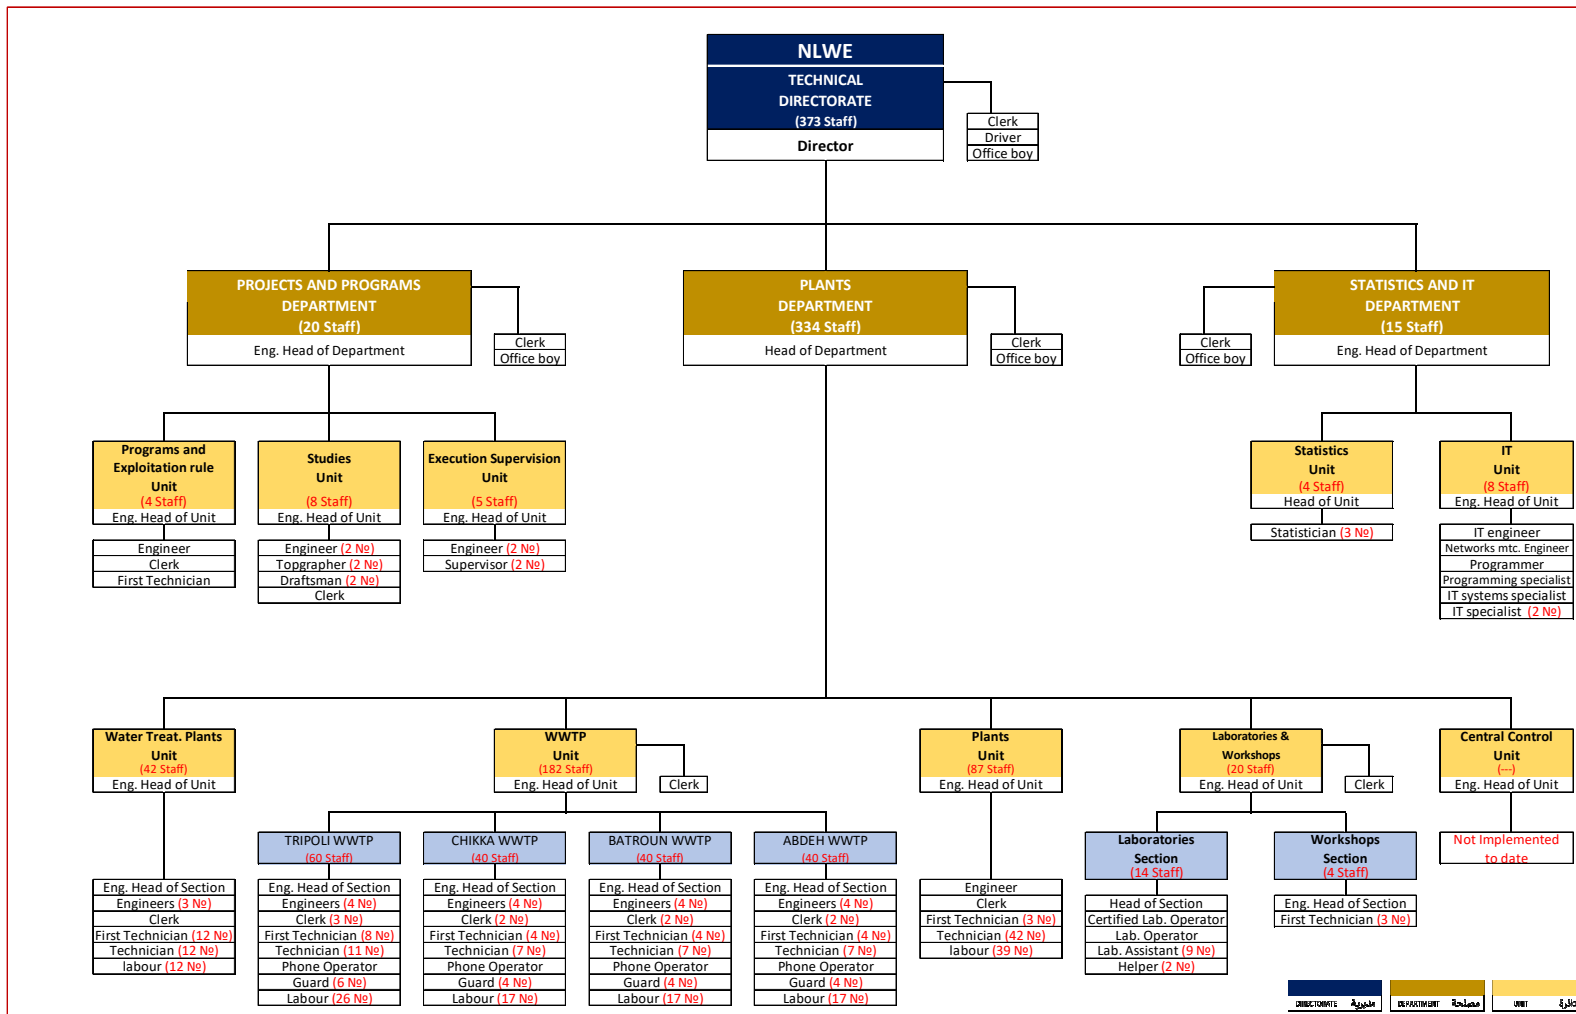 NLWE
TECHNICAL
DIRECTORATE
(373 Staff)
Director
Clerk
Driver
Office boy
PROJECTS AND PROGRAMS
DEPARTMENT
(20 Staff)
Eng. Head of Department
Clerk
Office boy
PLANTS
DEPARTMENT
(334 Staff)
Head of Department
Clerk
Office boy
STATISTICS AND IT
DEPARTMENT
(15 Staff)
Eng. Head of Department
Clerk
Office boy
Programs and
Exploitation rule
Unit
(4 Staff)
Eng. Head of Unit
Engineer
Clerk
First Technician
Studies
Unit
(8 Staff)
Eng. Head of Unit
Engineer (2 №)
Topgrapher (2 №)
Draftsman (2 №)
Clerk
Execution Supervision
Unit
(5 Staff)
Eng. Head of Unit
Engineer (2 №)
Supervisor (2 №)
Statistics
Unit
(4 Staff)
Head of Unit
Statistician (3 №)
IT
Unit
(8 Staff)
Eng. Head of Unit
IT engineer
Networks mtc. Engineer
Programmer
Programming specialist
IT systems specialist
IT specialist (2 №)
Water Treat. Plants
Unit
(42 Staff)
Eng. Head of Unit
Eng. Head of Section
Engineers (3 №)
Clerk
First Technician (12 №)
Technician (12 №)
labour (12 №)
WWTP
Unit
(182 Staff)
Eng. Head of Unit
Clerk
TRIPOLI WWTP
(60 Staff)
Eng. Head of Section
Engineers (4 №)
Clerk (3 №)
First Technician (8 №)
Technician (11 №)
Phone Operator
Guard (6 №)
Labour (26 №)
CHIKKA WWTP
(40 Staff)
Eng. Head of Section
Engineers (4 №)
Clerk (2 №)
First Technician (4 №)
Technician (7 №)
Phone Operator
Guard (4 №)
Labour (17 №)
BATROUN WWTP
(40 Staff)
Eng. Head of Section
Engineers (4 №)
Clerk (2 №)
First Technician (4 №)
Technician (7 №)
Phone Operator
Guard (4 №)
Labour (17 №)
ABDEH WWTP
(40 Staff)
Eng. Head of Section
Engineers (4 №)
Clerk (2 №)
First Technician (4 №)
Technician (7 №)
Phone Operator
Guard (4 №)
Labour (17 №)
Plants
Unit
(87 Staff)
Eng. Head of Unit
Engineer
Clerk
First Technician (3 №)
Technician (42 №)
labour (39 №)
Laboratories &
Workshops
(20 Staff)
Eng. Head of Unit
Clerk
Laboratories
Section
(14 Staff)
Head of Section
Certified Lab. Operator
Lab. Operator
Lab. Assistant (9 №)
Helper (2 №)
Workshops
Section
(4 Staff)
Eng. Head of Section
First Technician (3 №)
Central Control
Unit
(---)
Eng. Head of Unit
Not Implemented
to date
DIRECTORATE مديرية
DEPARTMENT مصلحة
UNIT دائرة